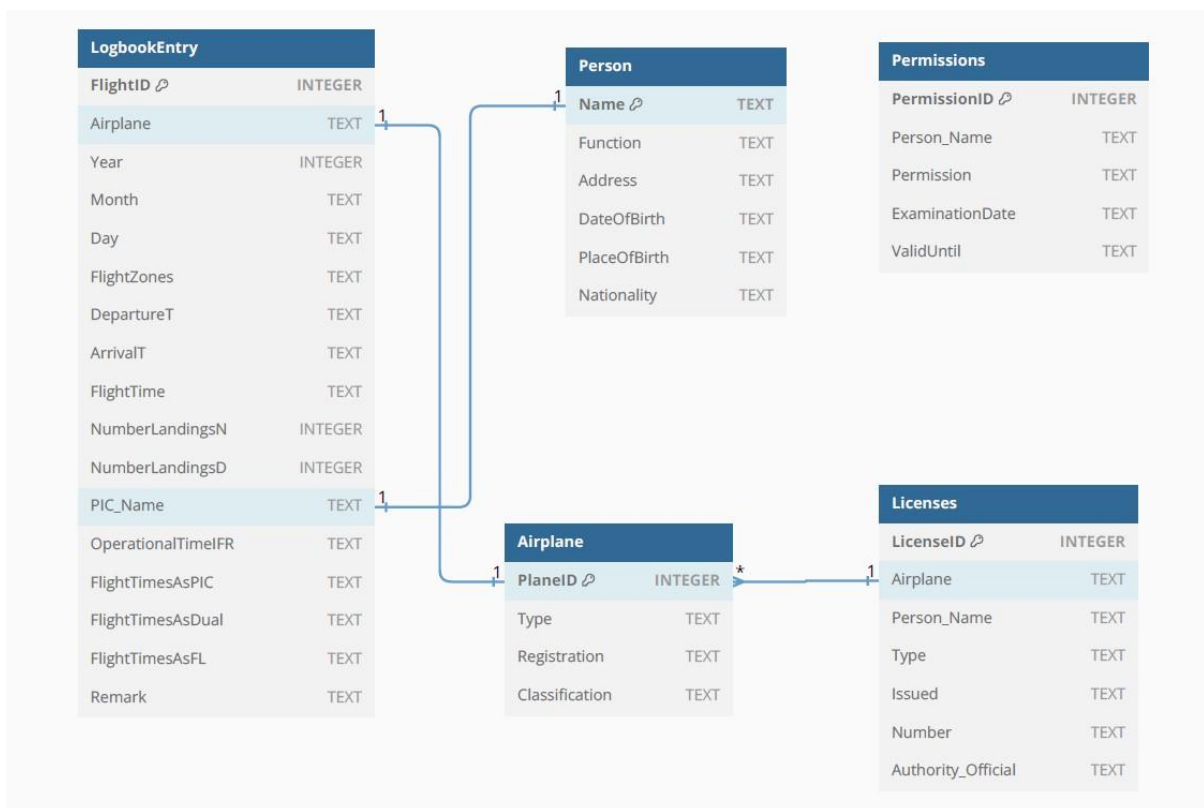 LogbookEntry
FlightID INTEGER
Airplane TEXT 1
Year INTEGER
Month TEXT
Day TEXT
FlightZones TEXT
DepartureT TEXT
ArrivalT TEXT
FlightTime TEXT
NumberLandingsN INTEGER
NumberLandingsD INTEGER
PIC_Name TEXT 1
OperationalTimeIFR TEXT
FlightTimesAsPIC TEXT
FlightTimesAsDual TEXT
FlightTimesAsFL TEXT
Remark TEXT
Person
1 Name TEXT
Function TEXT
Address TEXT
DateOfBirth TEXT
PlaceOfBirth TEXT
Nationality TEXT
Permissions
PermissionID INTEGER
Person_Name TEXT
Permission TEXT
ExaminationDate TEXT
ValidUntil TEXT
Airplane
1 PlaneID INTEGER *
Type TEXT
Registration TEXT
Classification TEXT
Licenses
LicenseID INTEGER
1 Airplane TEXT
Person_Name TEXT
Type TEXT
Issued TEXT
Number TEXT
Authority_Official TEXT